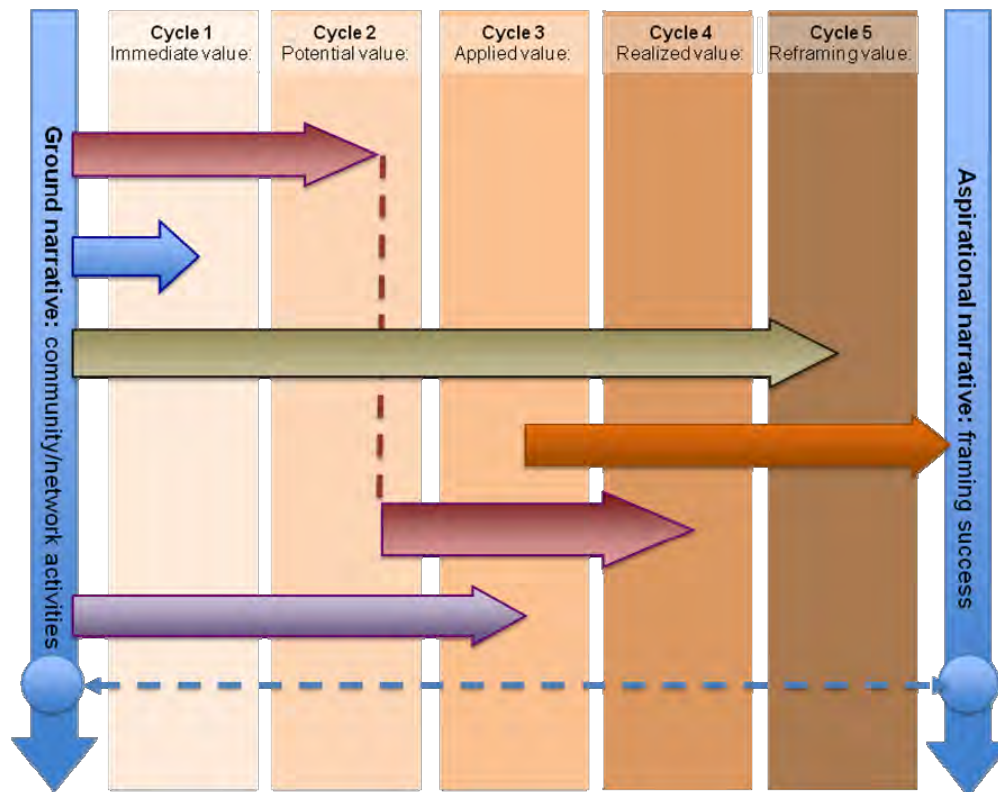 Cycle 1
Immediate value:
Cycle 2
Potential value:
Cycle 3
Applied value:
Cycle 4
Realized value:
Cycle 5
Reframing value:
Ground narrative: community/network activities
Aspirational narrative: framing success